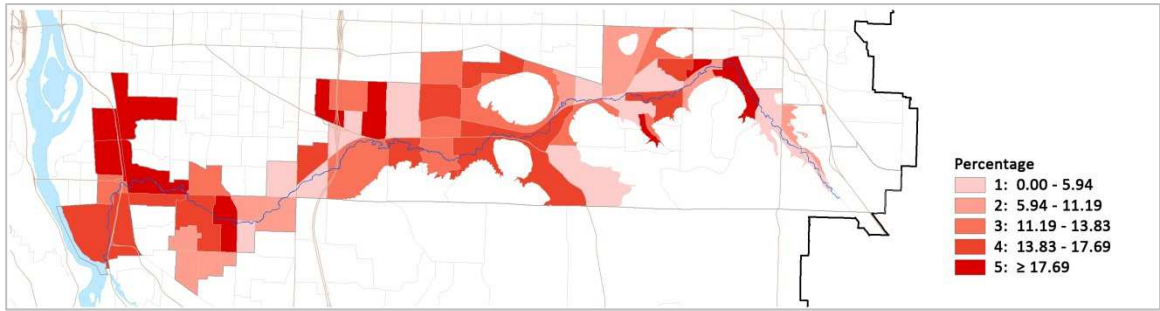 Percentage
1: 0.00 - 5.94
2: 5.94 - 11.19
3: 11.19 - 13.83
4: 13.83 - 17.69
5: ≥ 17.69